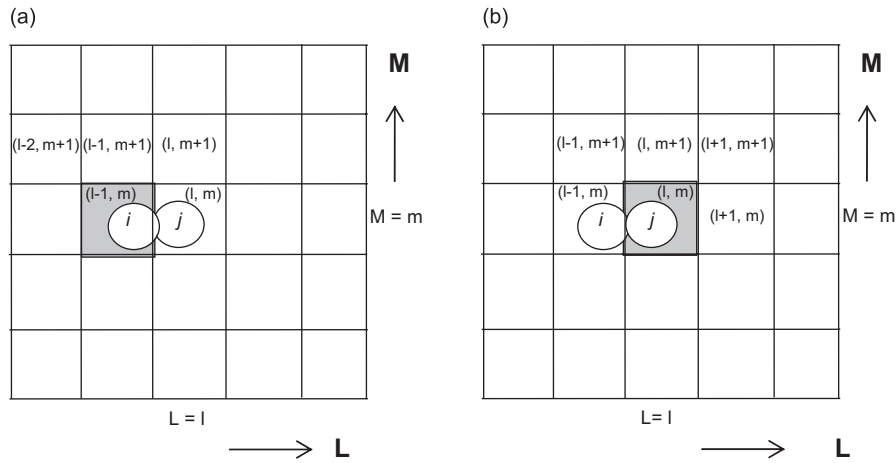 (a)
M
(l-2, m+1) (l-1, m+1) (l, m+1)
(l-1, m) (l, m)
i j
M = m
L = l
L
(b)
M
(l-1, m+1) (l, m+1) (l+1, m+1)
(l-1, m) (l, m)
i j (l+1, m)
M = m
L= l
L